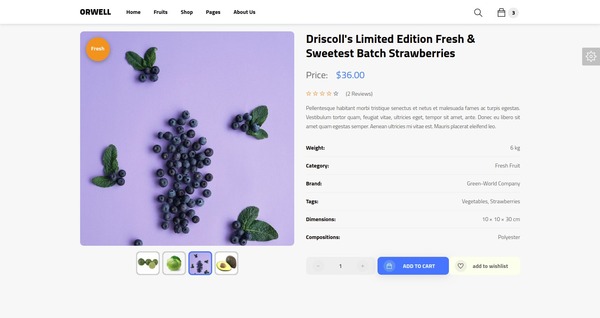 ORWELL Home Fruits Shop Pages About Us 3
Fresh
Driscoll's Limited Edition Fresh &
Sweetest Batch Strawberries
Price: $36.00
(2 Reviews)
Pellentesque habitant morbi tristique senectus et netus et malesuada fames ac turpis egestas.
Vestibulum tortor quam, feugiat vitae, ultricies eget, tempor sit amet, ante. Donec eu libero sit
amet quam egestas semper. Aenean ultricies mi vitae est. Mauris placerat eleifend leo.
Weight: 6 kg
Category: Fresh Fruit
Brand: Green-World Company
Tags: Vegetables, Strawberries
Dimensions: 10 × 10 × 30 cm
Compositions: Polyester
- 1 + ADD TO CART add to wishlist